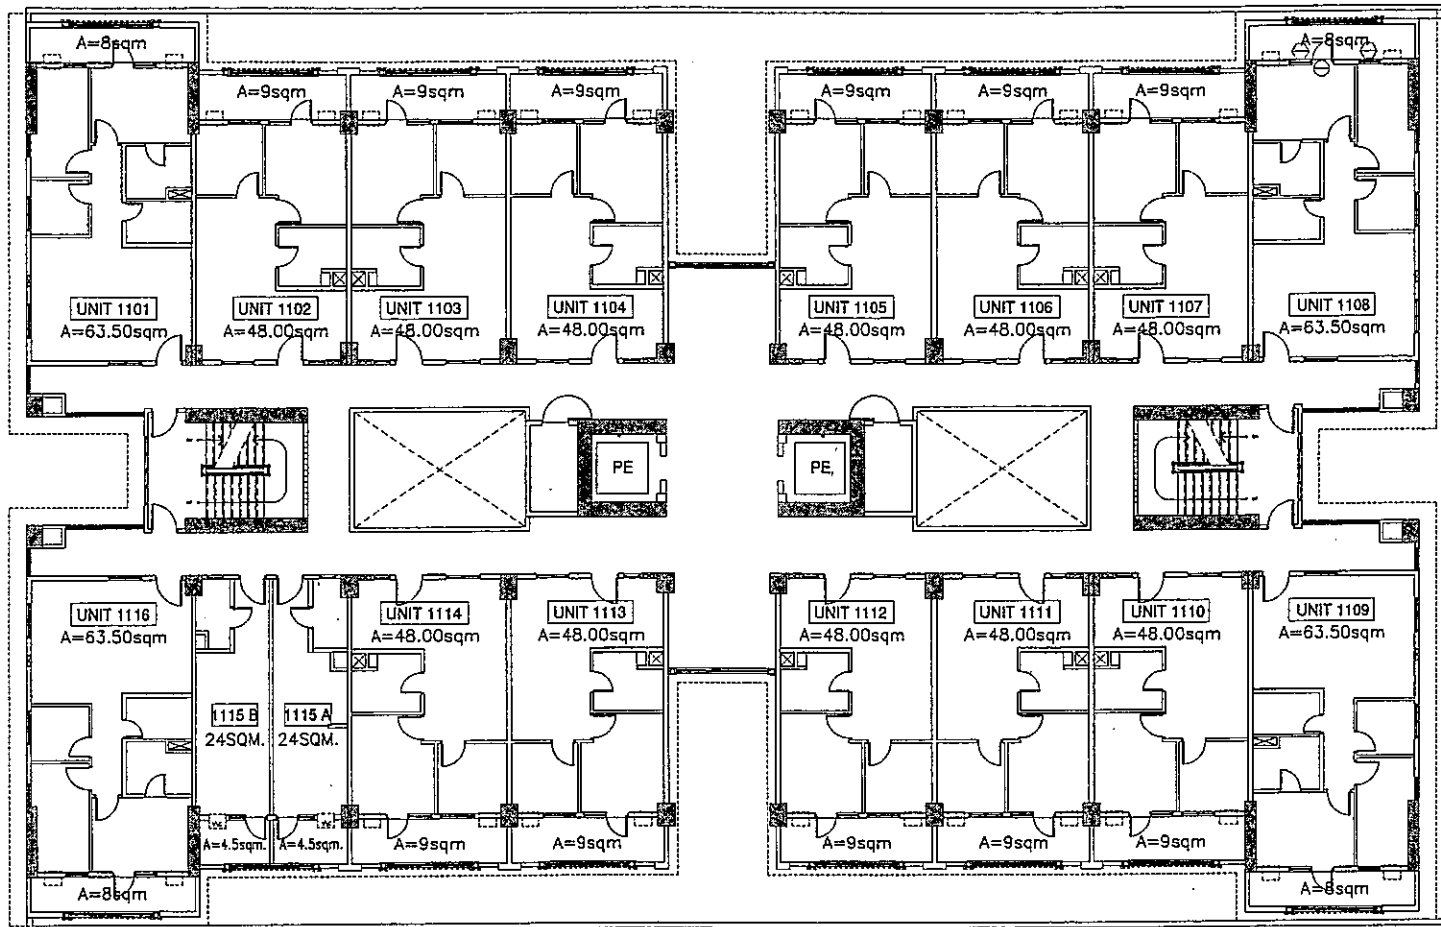 A=8sqm
A=8sqm
A=9sqm
A=9sqm
A=9sqm
A=9sqm
A=9sqm
A=9sqm
UNIT 1101
A=63.50sqm
UNIT 1102
A=48.00sqm
UNIT 1103
A=48.00sqm
UNIT 1104
A=48.00sqm
UNIT 1105
A=48.00sqm
UNIT 1106
A=48.00sqm
UNIT 1107
A=48.00sqm
UNIT 1108
A=63.50sqm
PE
PE
UNIT 1116
A=63.50sqm
UNIT 1114
A=48.00sqm
UNIT 1113
A=48.00sqm
UNIT 1112
A=48.00sqm
UNIT 1111
A=48.00sqm
UNIT 1110
A=48.00sqm
UNIT 1109
A=63.50sqm
1115 B
24SQM.
1115 A
24SQM.
A=4.5sqm.
A=4.5sqm.
A=9sqm
A=9sqm
A=9sqm
A=9sqm
A=9sqm
A=8sqm
A=8sqm